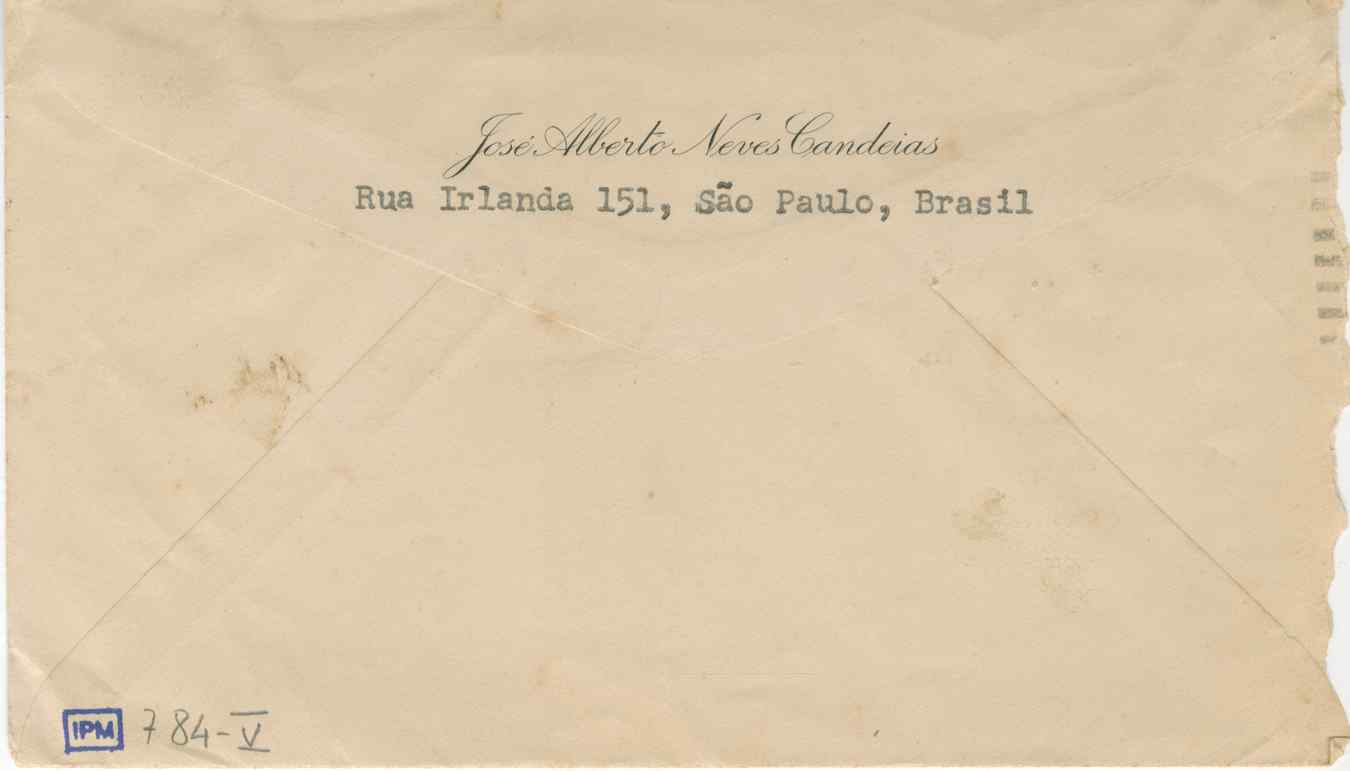 José Alberto Neves Candeias
Rua Irlanda 151, São Paulo, Brasil
IPM 784-V